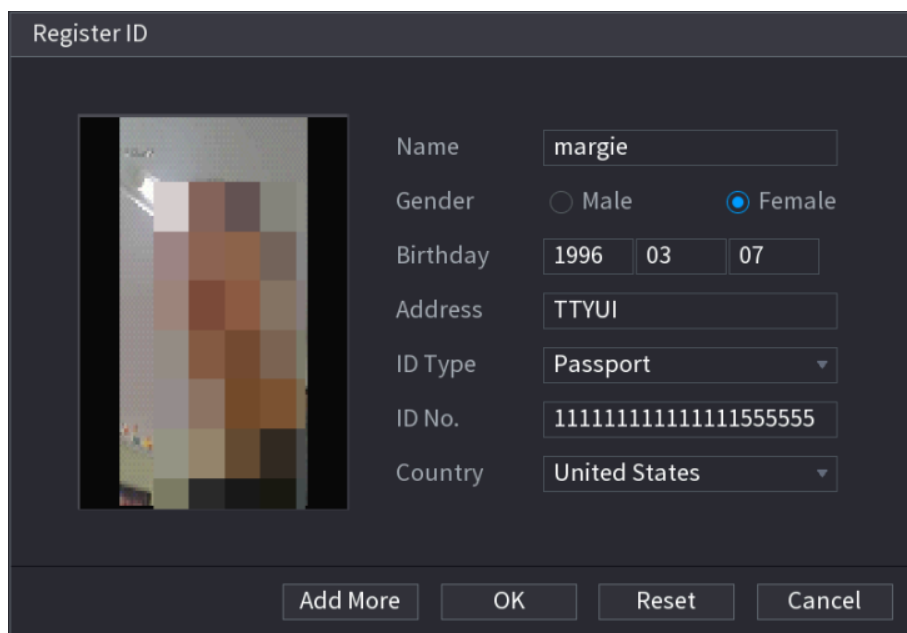 Register ID
Name margie
Gender Male Female
Birthday 1996 03 07
Address TTYUI
ID Type Passport
ID No. 111111111111111555555
Country United States
Add More OK Reset Cancel